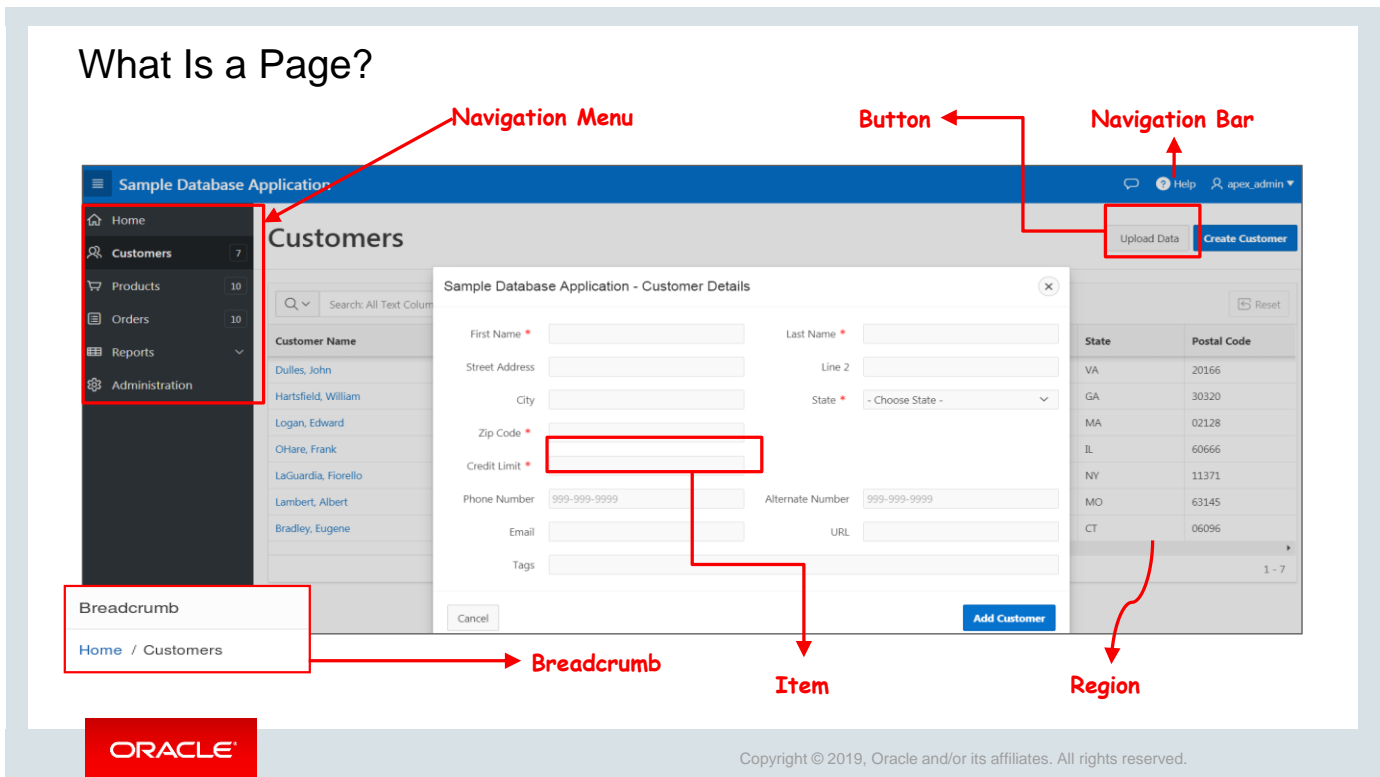 What Is a Page?
Navigation Menu
Button
Navigation Bar
Sample Database Application
? Help apex_admin
Home
Customers 7
Products 10
Orders 10
Reports
Administration
Customers
Upload Data
Create Customer
Search: All Text Colum
Reset
Customer Name
State
Postal Code
Dulles, John
VA
20166
Hartsfield, William
GA
30320
Logan, Edward
MA
02128
OHare, Frank
IL
60666
LaGuardia, Fiorello
NY
11371
Lambert, Albert
MO
63145
Bradley, Eugene
CT
06096
1 - 7
Sample Database Application - Customer Details
First Name *
Last Name *
Street Address
Line 2
City
State * - Choose State -
Zip Code *
Credit Limit *
Phone Number 999-999-9999
Alternate Number 999-999-9999
Email
URL
Tags
Cancel
Add Customer
Breadcrumb
Home / Customers
Breadcrumb
Item
Region
ORACLE®
Copyright © 2019, Oracle and/or its affiliates. All rights reserved.